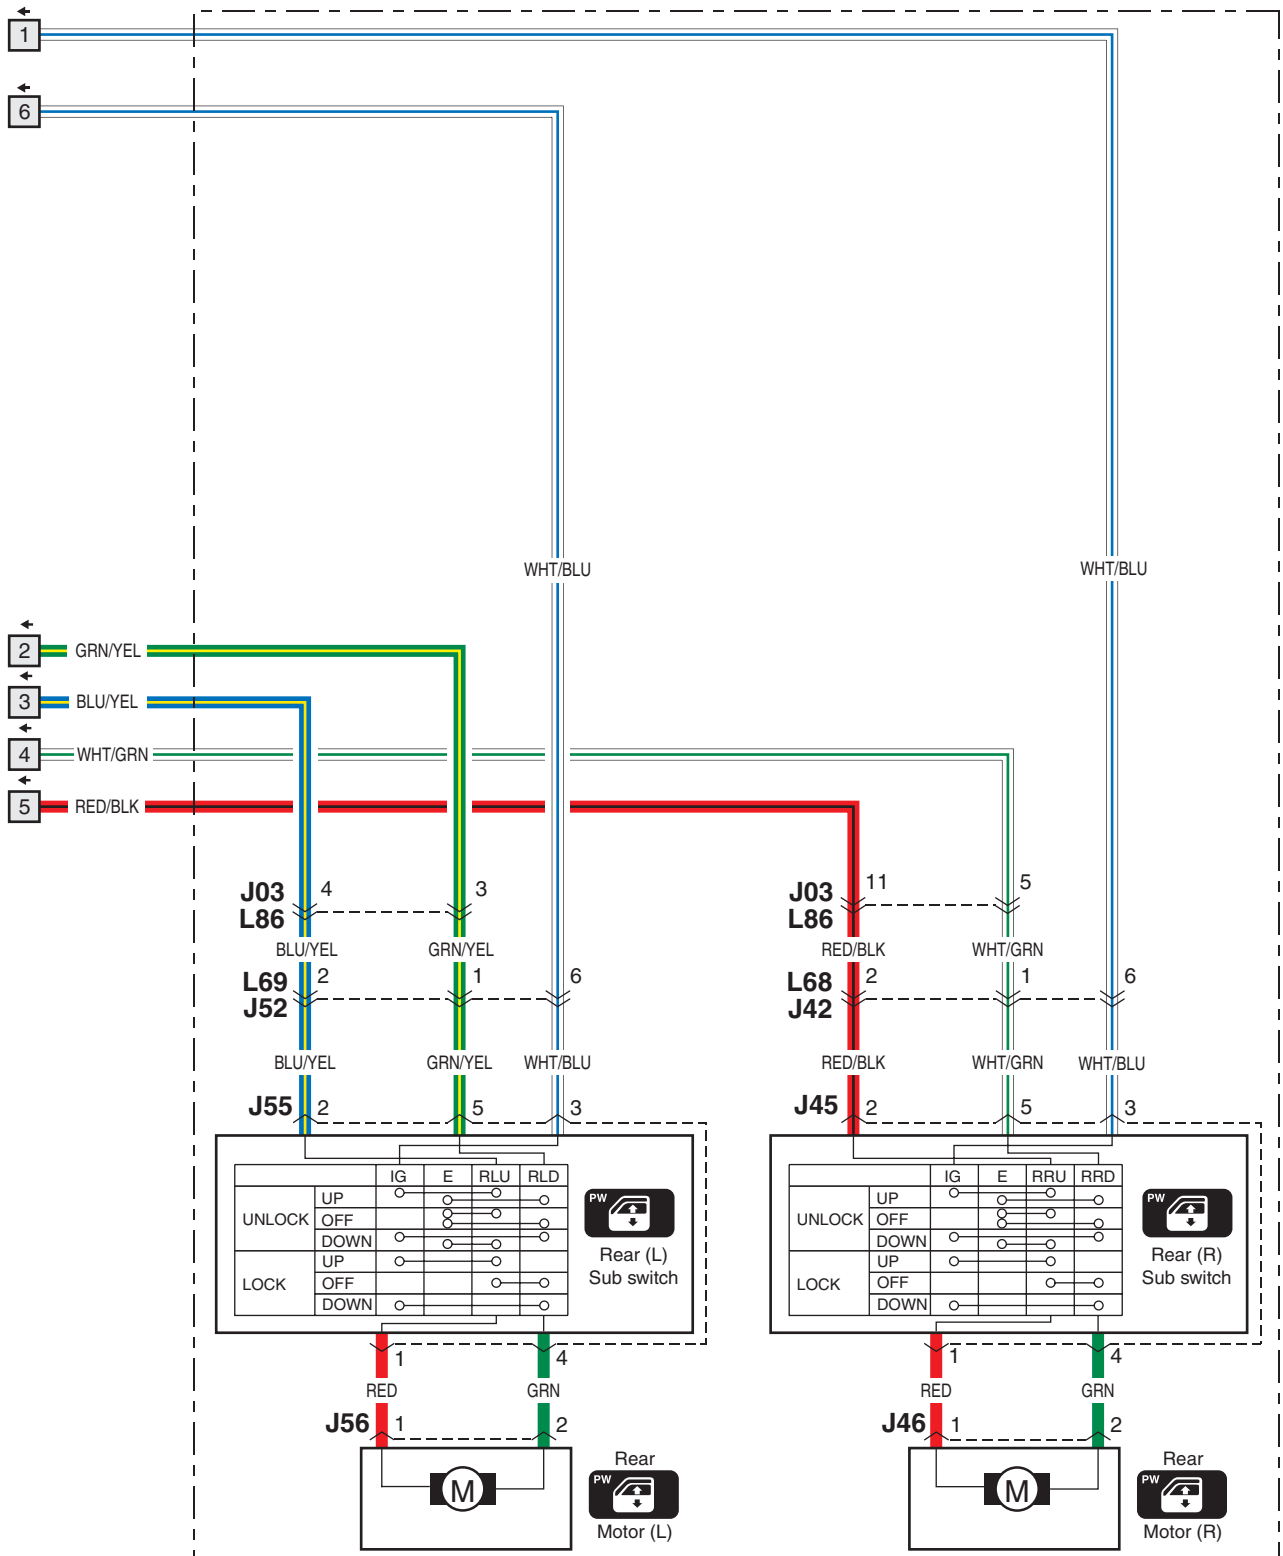 1
6
WHT/BLU WHT/BLU
2 GRN/YEL
3 BLU/YEL
4 WHT/GRN
5 RED/BLK
J03 4 3 J03 11 5
L86 L86
BLU/YEL GRN/YEL RED/BLK WHT/GRN
L69 2 1 6 L68 2 1 6
J52 J42
BLU/YEL GRN/YEL WHT/BLU RED/BLK WHT/GRN WHT/BLU
J55 2 5 3 J45 2 5 3
IG E RLU RLD IG E RRU RRD
UNLOCK UP PW UNLOCK UP PW
OFF OFF
DOWN Rear (L) DOWN Rear (R)
LOCK UP Sub switch LOCK UP Sub switch
OFF OFF
DOWN DOWN
1 4 1 4
RED GRN RED GRN
J56 1 2 J46 1 2
Rear Rear
M PW M PW
Motor (L) Motor (R)